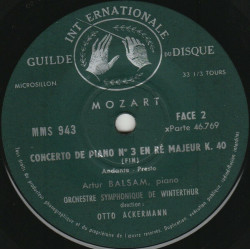 GUILDE INTERNATIONALE DU DISQUE
MICROSILLON
33 1/3 TOURS
MOZART
MMS 943
FACE 2
xParte 46.769
CONCERTO DE PIANO N° 3 EN RÉ MAJEUR K. 40
(FIN)
Andante - Presto
Artur BALSAM, piano
ORCHESTRE SYMPHONIQUE DE WINTERTHUR
direction :
OTTO ACKERMANN